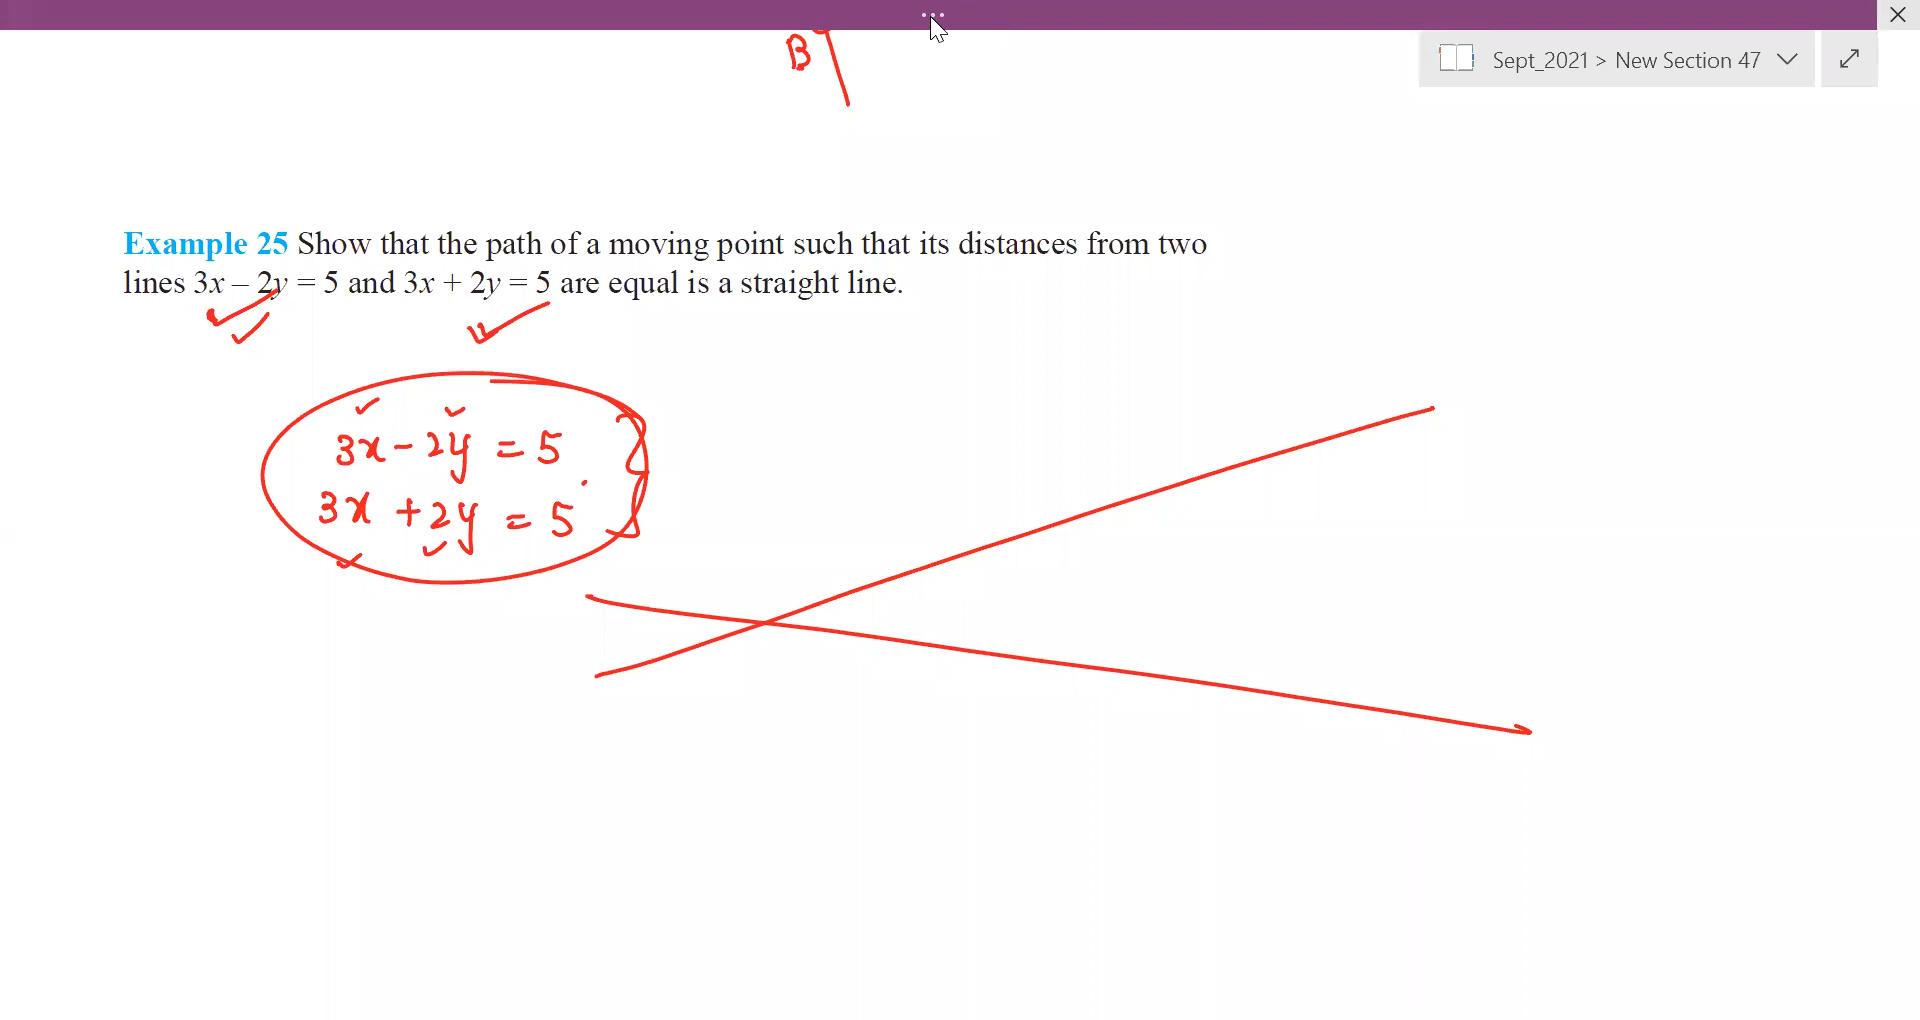 Sept_2021 > New Section 47
B
Example 25 Show that the path of a moving point such that its distances from two
lines 3x – 2y = 5 and 3x + 2y = 5 are equal is a straight line.
3x - 2y = 5
3x + 2y = 5